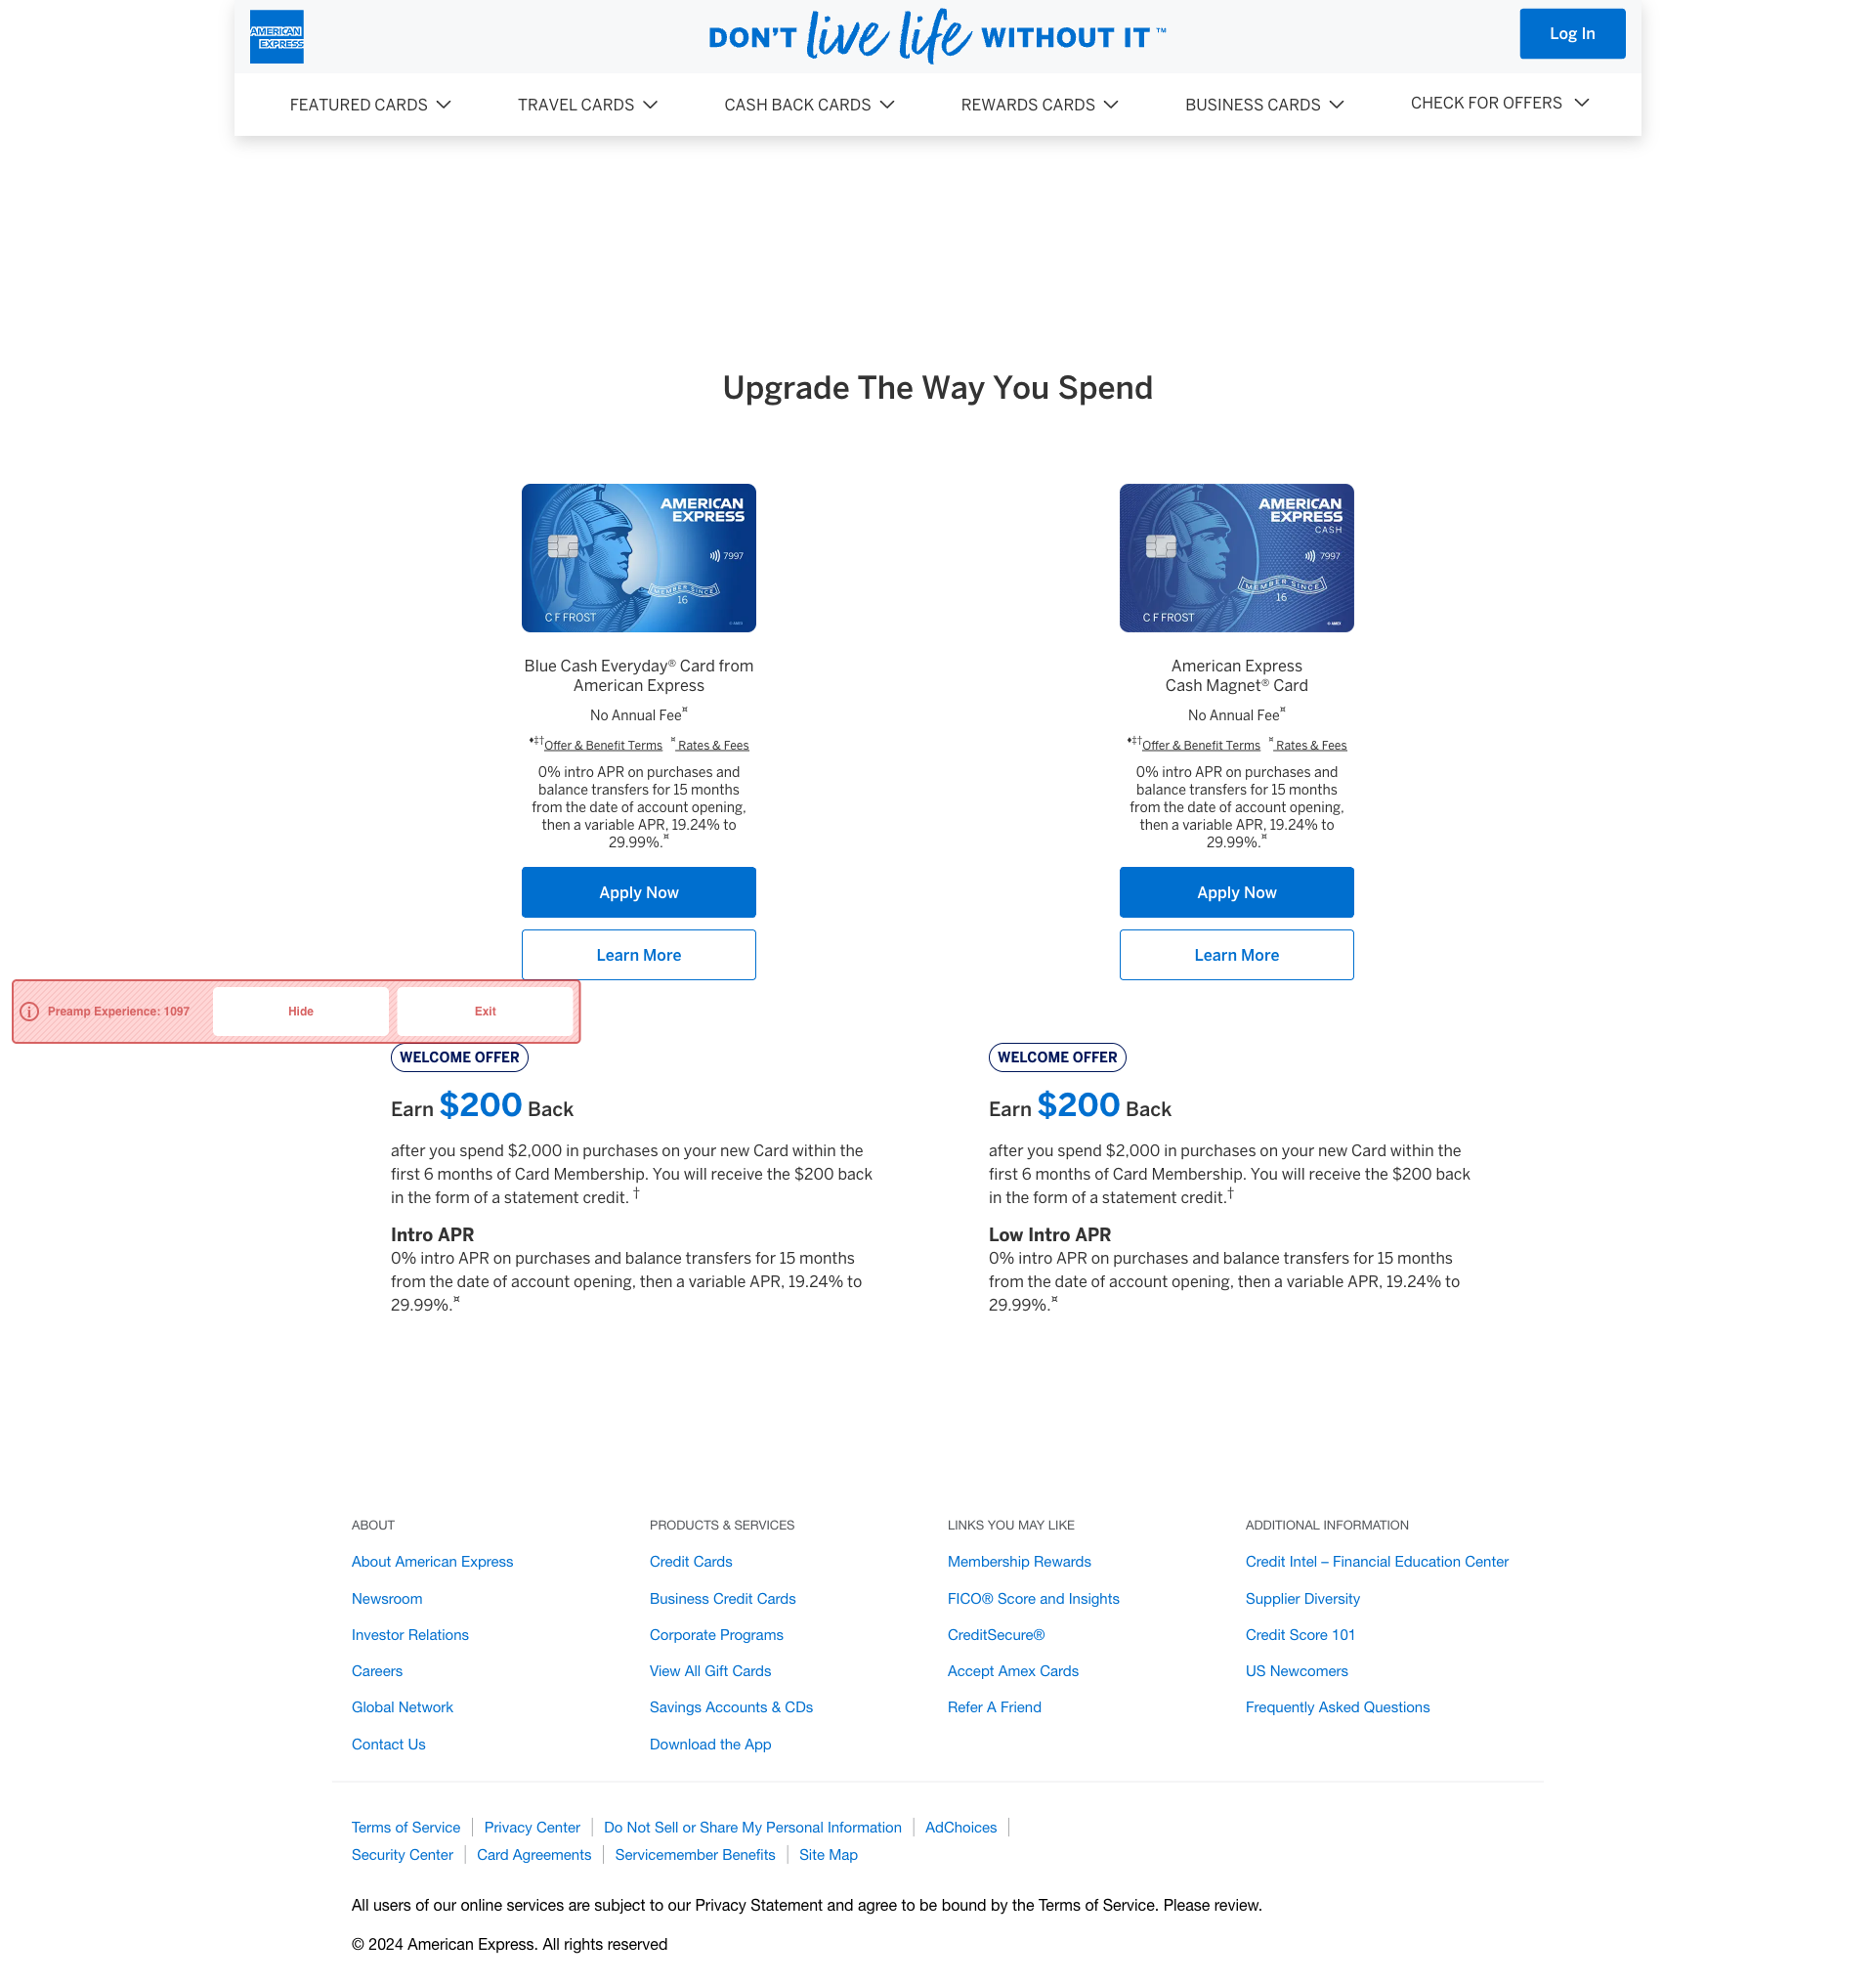 AMERICAN
EXPRESS
DON'T live life WITHOUT IT™
Log In
FEATURED CARDS
TRAVEL CARDS
CASH BACK CARDS
REWARDS CARDS
BUSINESS CARDS
CHECK FOR OFFERS
Upgrade The Way You Spend
AMERICAN
EXPRESS
7997
MEMBER SINCE
16
C F FROST
Blue Cash Everyday® Card from
American Express
No Annual Fee¤
♦‡†Offer & Benefit Terms ¤ Rates & Fees
0% intro APR on purchases and
balance transfers for 15 months
from the date of account opening,
then a variable APR, 19.24% to
29.99%.¤
Apply Now
Learn More
AMERICAN
EXPRESS
CASH
7997
MEMBER SINCE
16
C F FROST
American Express
Cash Magnet® Card
No Annual Fee¤
♦‡†Offer & Benefit Terms ¤ Rates & Fees
0% intro APR on purchases and
balance transfers for 15 months
from the date of account opening,
then a variable APR, 19.24% to
29.99%.¤
Apply Now
Learn More
Preamp Experience: 1097
Hide
Exit
WELCOME OFFER
Earn $200 Back
after you spend $2,000 in purchases on your new Card within the
first 6 months of Card Membership. You will receive the $200 back
in the form of a statement credit. †
Intro APR
0% intro APR on purchases and balance transfers for 15 months
from the date of account opening, then a variable APR, 19.24% to
29.99%.¤
WELCOME OFFER
Earn $200 Back
after you spend $2,000 in purchases on your new Card within the
first 6 months of Card Membership. You will receive the $200 back
in the form of a statement credit.†
Low Intro APR
0% intro APR on purchases and balance transfers for 15 months
from the date of account opening, then a variable APR, 19.24% to
29.99%.¤
ABOUT
About American Express
Newsroom
Investor Relations
Careers
Global Network
Contact Us
PRODUCTS & SERVICES
Credit Cards
Business Credit Cards
Corporate Programs
View All Gift Cards
Savings Accounts & CDs
Download the App
LINKS YOU MAY LIKE
Membership Rewards
FICO® Score and Insights
CreditSecure®
Accept Amex Cards
Refer A Friend
ADDITIONAL INFORMATION
Credit Intel – Financial Education Center
Supplier Diversity
Credit Score 101
US Newcomers
Frequently Asked Questions
Terms of Service | Privacy Center | Do Not Sell or Share My Personal Information | AdChoices |
Security Center | Card Agreements | Servicemember Benefits | Site Map
All users of our online services are subject to our Privacy Statement and agree to be bound by the Terms of Service. Please review.
© 2024 American Express. All rights reserved